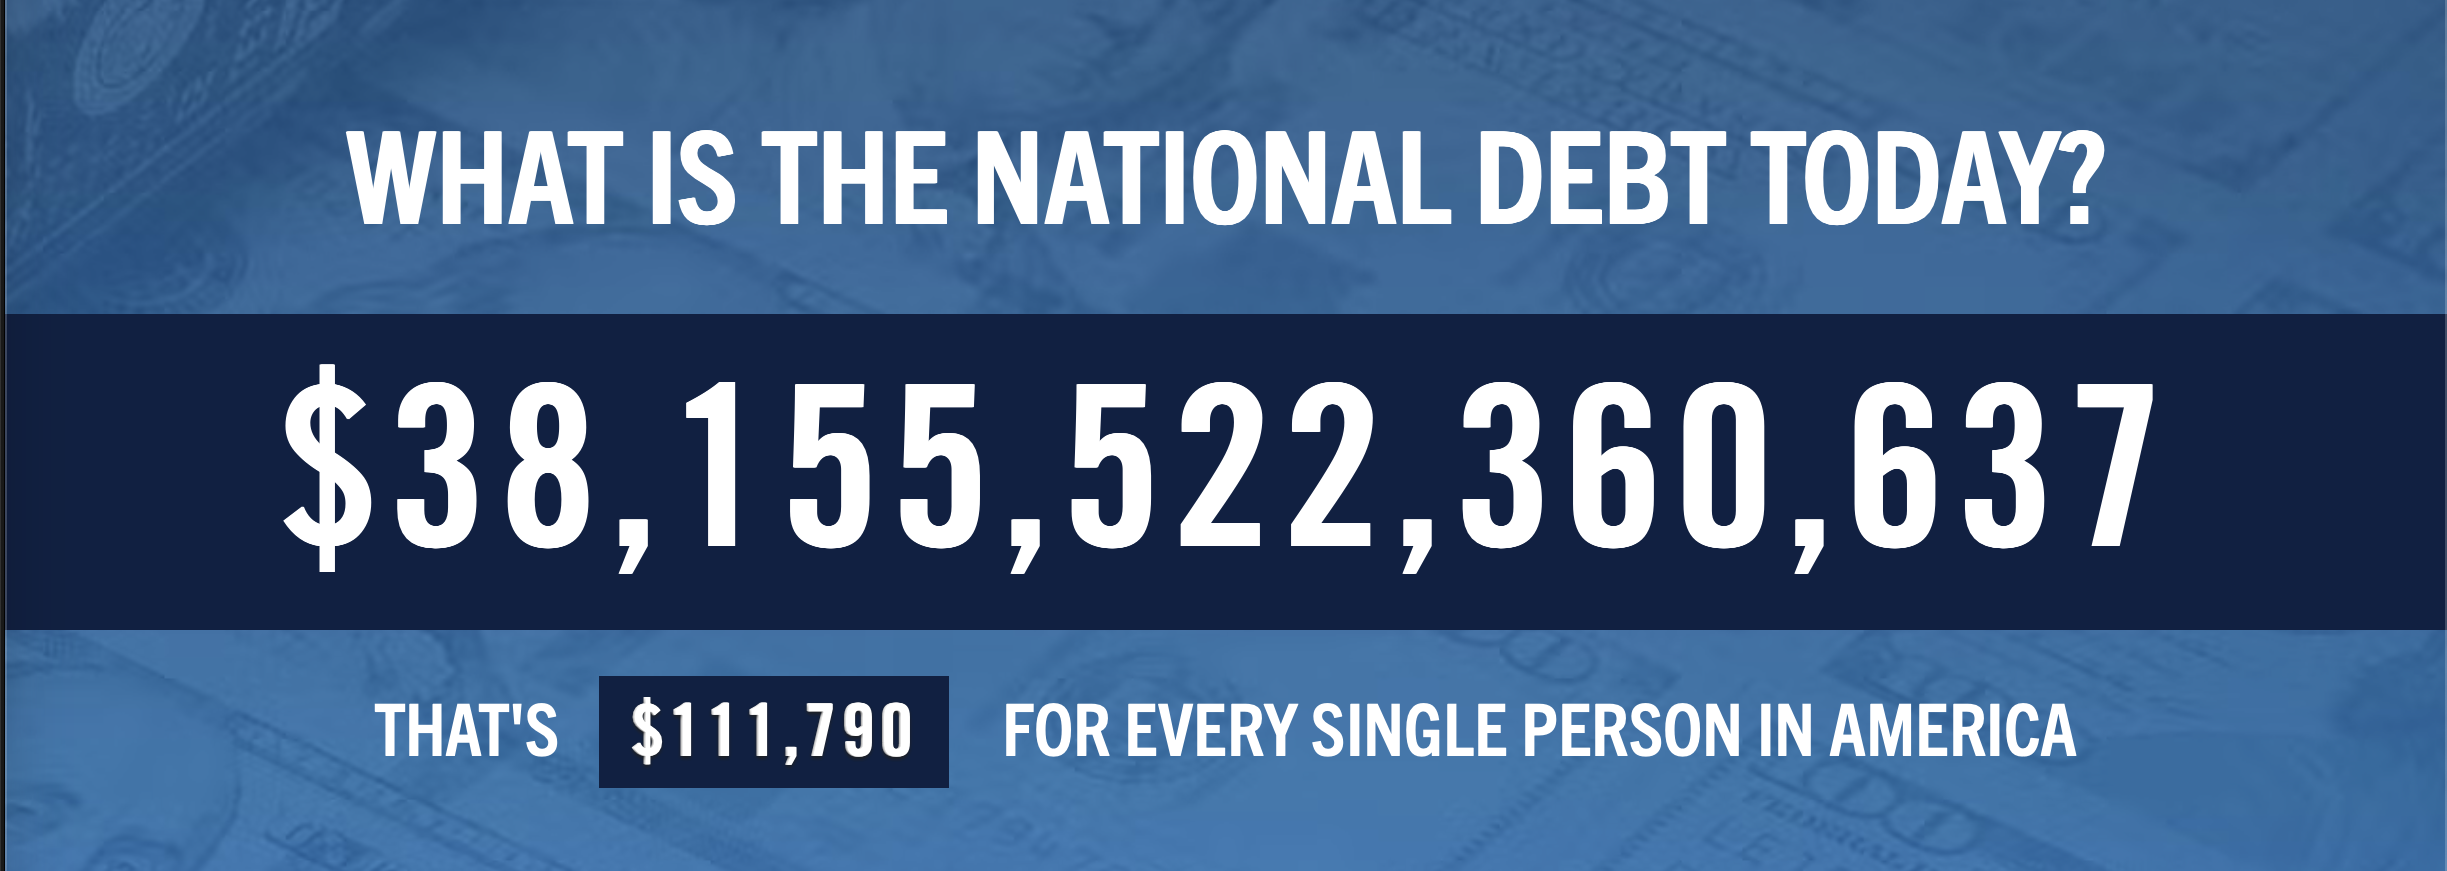 WHAT IS THE NATIONAL DEBT TODAY?
$38,155,522,360,637
THAT'S $111,790 FOR EVERY SINGLE PERSON IN AMERICA